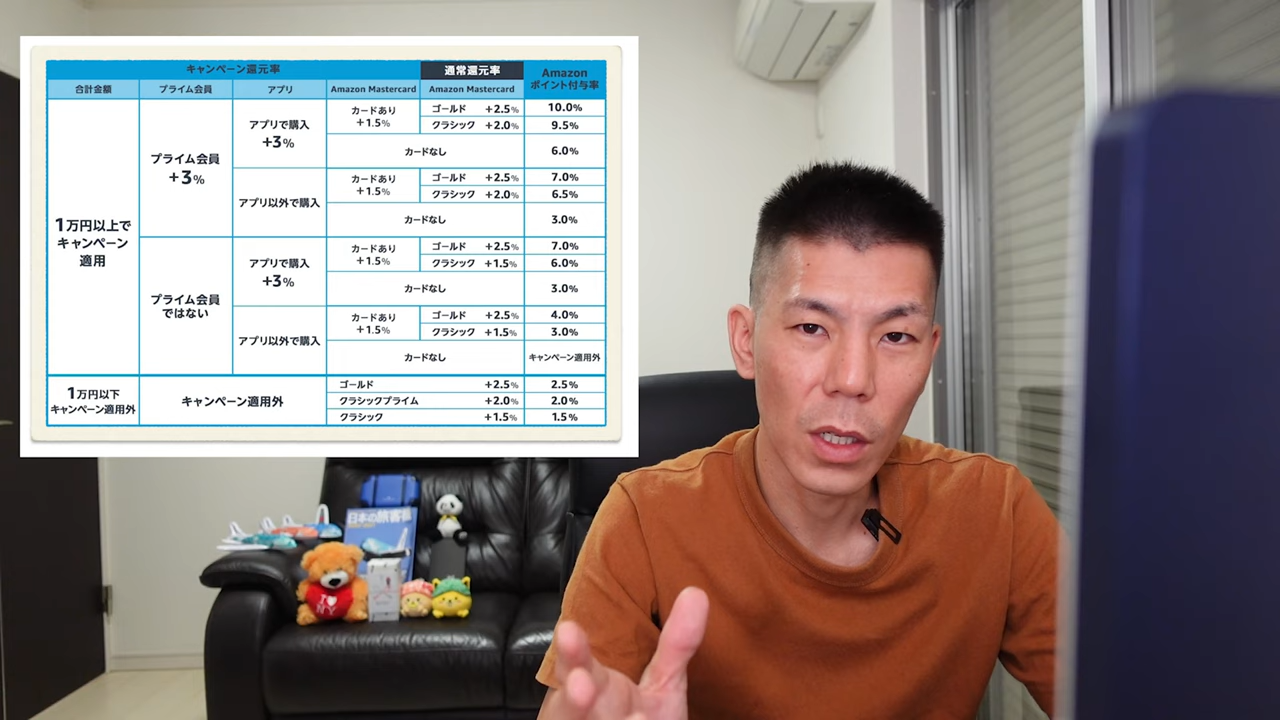 キャンペーン還元率
通常還元率
Amazon
ポイント付与率
合計金額
プライム会員
アプリ
Amazon Mastercard
Amazon Mastercard
1万円以上で
キャンペーン
適用
プライム会員
+3%
アプリで購入
+3%
カードあり
+1.5%
ゴールド +2.5%
10.0%
クラシック +2.0%
9.5%
カードなし
6.0%
アプリ以外で購入
カードあり
+1.5%
ゴールド +2.5%
7.0%
クラシック +2.0%
6.5%
カードなし
3.0%
プライム会員
ではない
アプリで購入
+3%
カードあり
+1.5%
ゴールド +2.5%
7.0%
クラシック +1.5%
6.0%
カードなし
3.0%
アプリ以外で購入
カードあり
+1.5%
ゴールド +2.5%
4.0%
クラシック +1.5%
3.0%
カードなし
キャンペーン適用外
1万円以下
キャンペーン適用外
キャンペーン適用外
ゴールド +2.5%
2.5%
クラシックプライム +2.0%
2.0%
クラシック +1.5%
1.5%
日本の旅客機
I ♥
NY